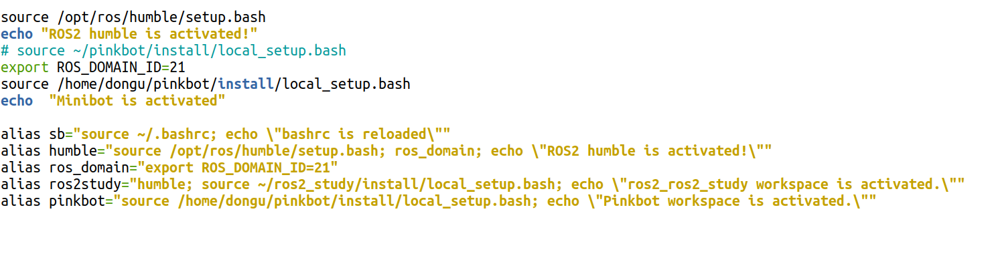 source /opt/ros/humble/setup.bash
echo "ROS2 humble is activated!"
# source ~/pinkbot/install/local_setup.bash
export ROS_DOMAIN_ID=21
source /home/dongu/pinkbot/install/local_setup.bash
echo  "Minibot is activated"
alias sb="source ~/.bashrc; echo \"bashrc is reloaded\""
alias humble="source /opt/ros/humble/setup.bash; ros_domain; echo \"ROS2 humble is activated!\""
alias ros_domain="export ROS_DOMAIN_ID=21"
alias ros2study="humble; source ~/ros2_study/install/local_setup.bash; echo \"ros2_ros2_study workspace is activated.\""
alias pinkbot="source /home/dongu/pinkbot/install/local_setup.bash; echo \"Pinkbot workspace is activated.\""